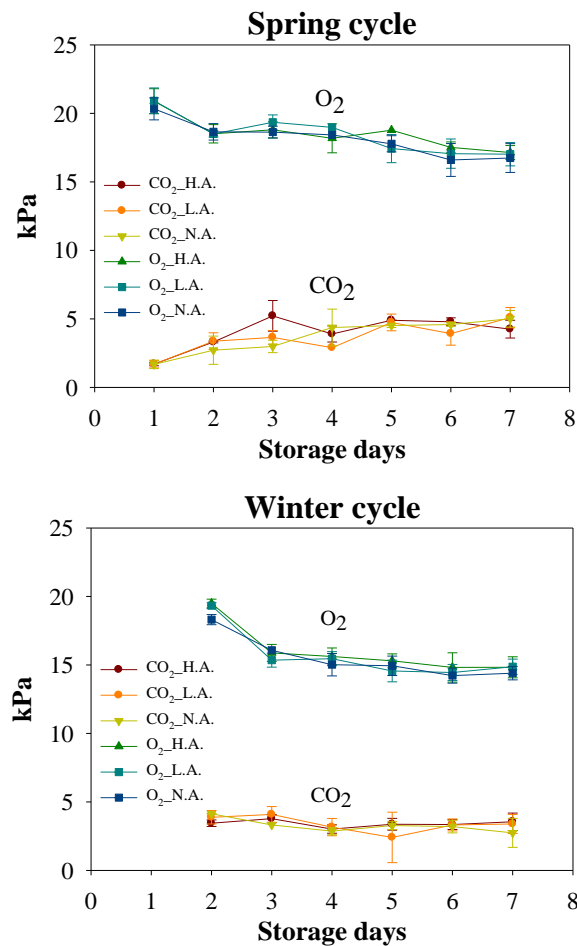 Spring cycle
25
20
15
10
5
0
kPa
O2
CO2_H.A.
CO2_L.A.
CO2_N.A.
O2_H.A.
O2_L.A.
O2_N.A.
CO2
0 1 2 3 4 5 6 7 8
Storage days
Winter cycle
25
20
15
10
5
0
kPa
O2
CO2_H.A.
CO2_L.A.
CO2_N.A.
O2_H.A.
O2_L.A.
O2_N.A.
CO2
0 1 2 3 4 5 6 7 8
Storage days